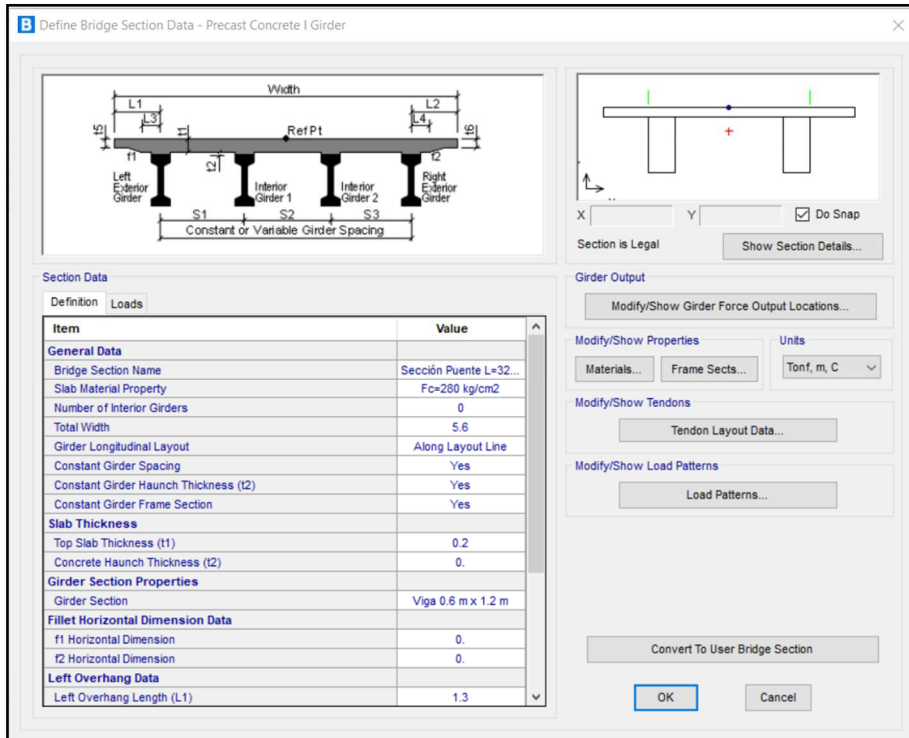 B Define Bridge Section Data - Precast Concrete I Girder
Width
L1 L2
L3 L4
t5 t1 Ref Pt t6
f1 t2 f2
Left Exterior Girder
Interior Girder 1
Interior Girder 2
Right Exterior Girder
S1 S2 S3
Constant or Variable Girder Spacing
X Y Do Snap
Section is Legal Show Section Details...
Section Data
Definition Loads
Item Value
General Data
Bridge Section Name Sección Puente L=32...
Slab Material Property Fc=280 kg/cm2
Number of Interior Girders 0
Total Width 5.6
Girder Longitudinal Layout Along Layout Line
Constant Girder Spacing Yes
Constant Girder Haunch Thickness (t2) Yes
Constant Girder Frame Section Yes
Slab Thickness
Top Slab Thickness (t1) 0.2
Concrete Haunch Thickness (t2) 0.
Girder Section Properties
Girder Section Viga 0.6 m x 1.2 m
Fillet Horizontal Dimension Data
f1 Horizontal Dimension 0.
f2 Horizontal Dimension 0.
Left Overhang Data
Left Overhang Length (L1) 1.3
Girder Output
Modify/Show Girder Force Output Locations...
Modify/Show Properties Units
Materials... Frame Sects... Tonf, m, C
Modify/Show Tendons
Tendon Layout Data...
Modify/Show Load Patterns
Load Patterns...
Convert To User Bridge Section
OK Cancel